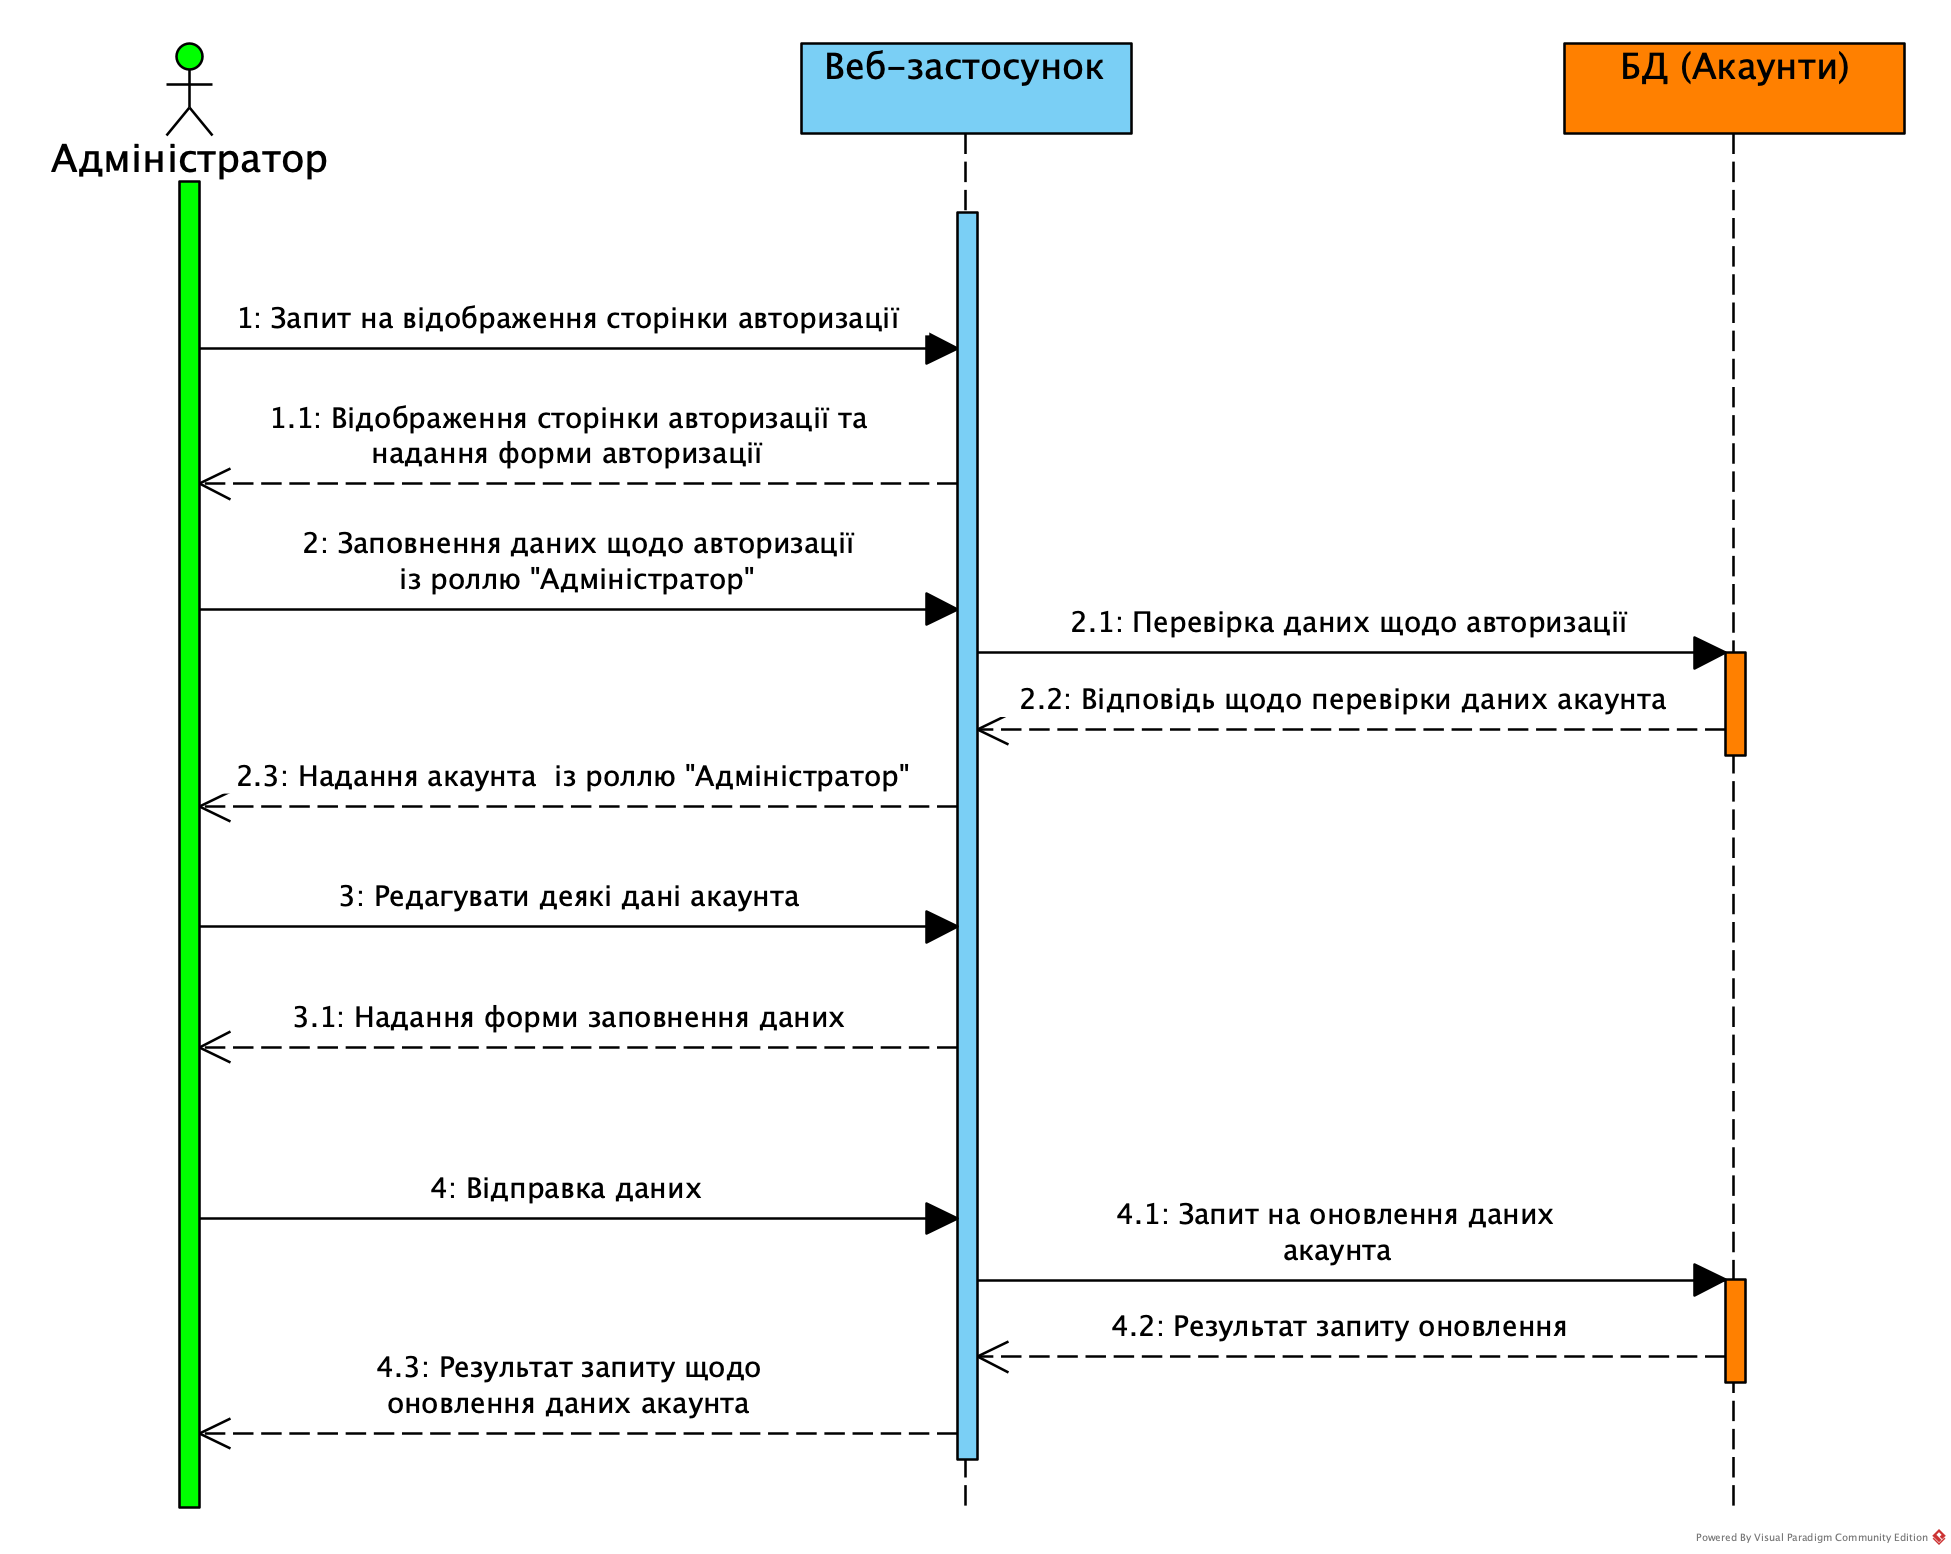 Адміністратор
Веб-застосунок
БД (Акаунти)
1: Запит на відображення сторінки авторизації
1.1: Відображення сторінки авторизації та
надання форми авторизації
2: Заповнення даних щодо авторизації
із роллю "Адміністратор"
2.1: Перевірка даних щодо авторизації
2.2: Відповідь щодо перевірки даних акаунта
2.3: Надання акаунта  із роллю "Адміністратор"
3: Редагувати деякі дані акаунта
3.1: Надання форми заповнення даних
4: Відправка даних
4.1: Запит на оновлення даних
акаунта
4.2: Результат запиту оновлення
4.3: Результат запиту щодо
оновлення даних акаунта
Powered By Visual Paradigm Community Edition